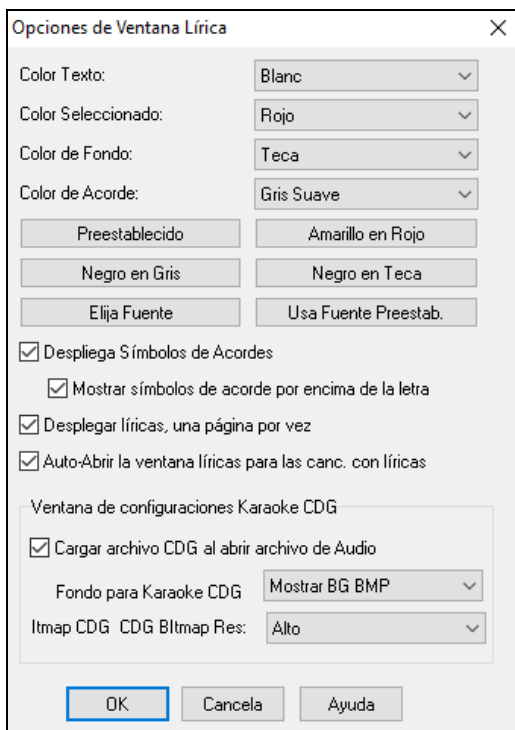 Opciones de Ventana Lírica
Color Texto: Blanc
Color Seleccionado: Rojo
Color de Fondo: Teca
Color de Acorde: Gris Suave
Preestablecido Amarillo en Rojo
Negro en Gris Negro en Teca
Elija Fuente Usa Fuente Preestab.
Despliega Símbolos de Acordes
Mostrar símbolos de acorde por encima de la letra
Desplegar líricas, una página por vez
Auto-Abrir la ventana líricas para las canc. con líricas
Ventana de configuraciones Karaoke CDG
Cargar archivo CDG al abrir archivo de Audio
Fondo para Karaoke CDG Mostrar BG BMP
Itmap CDG CDG BItmap Res: Alto
OK Cancela Ayuda